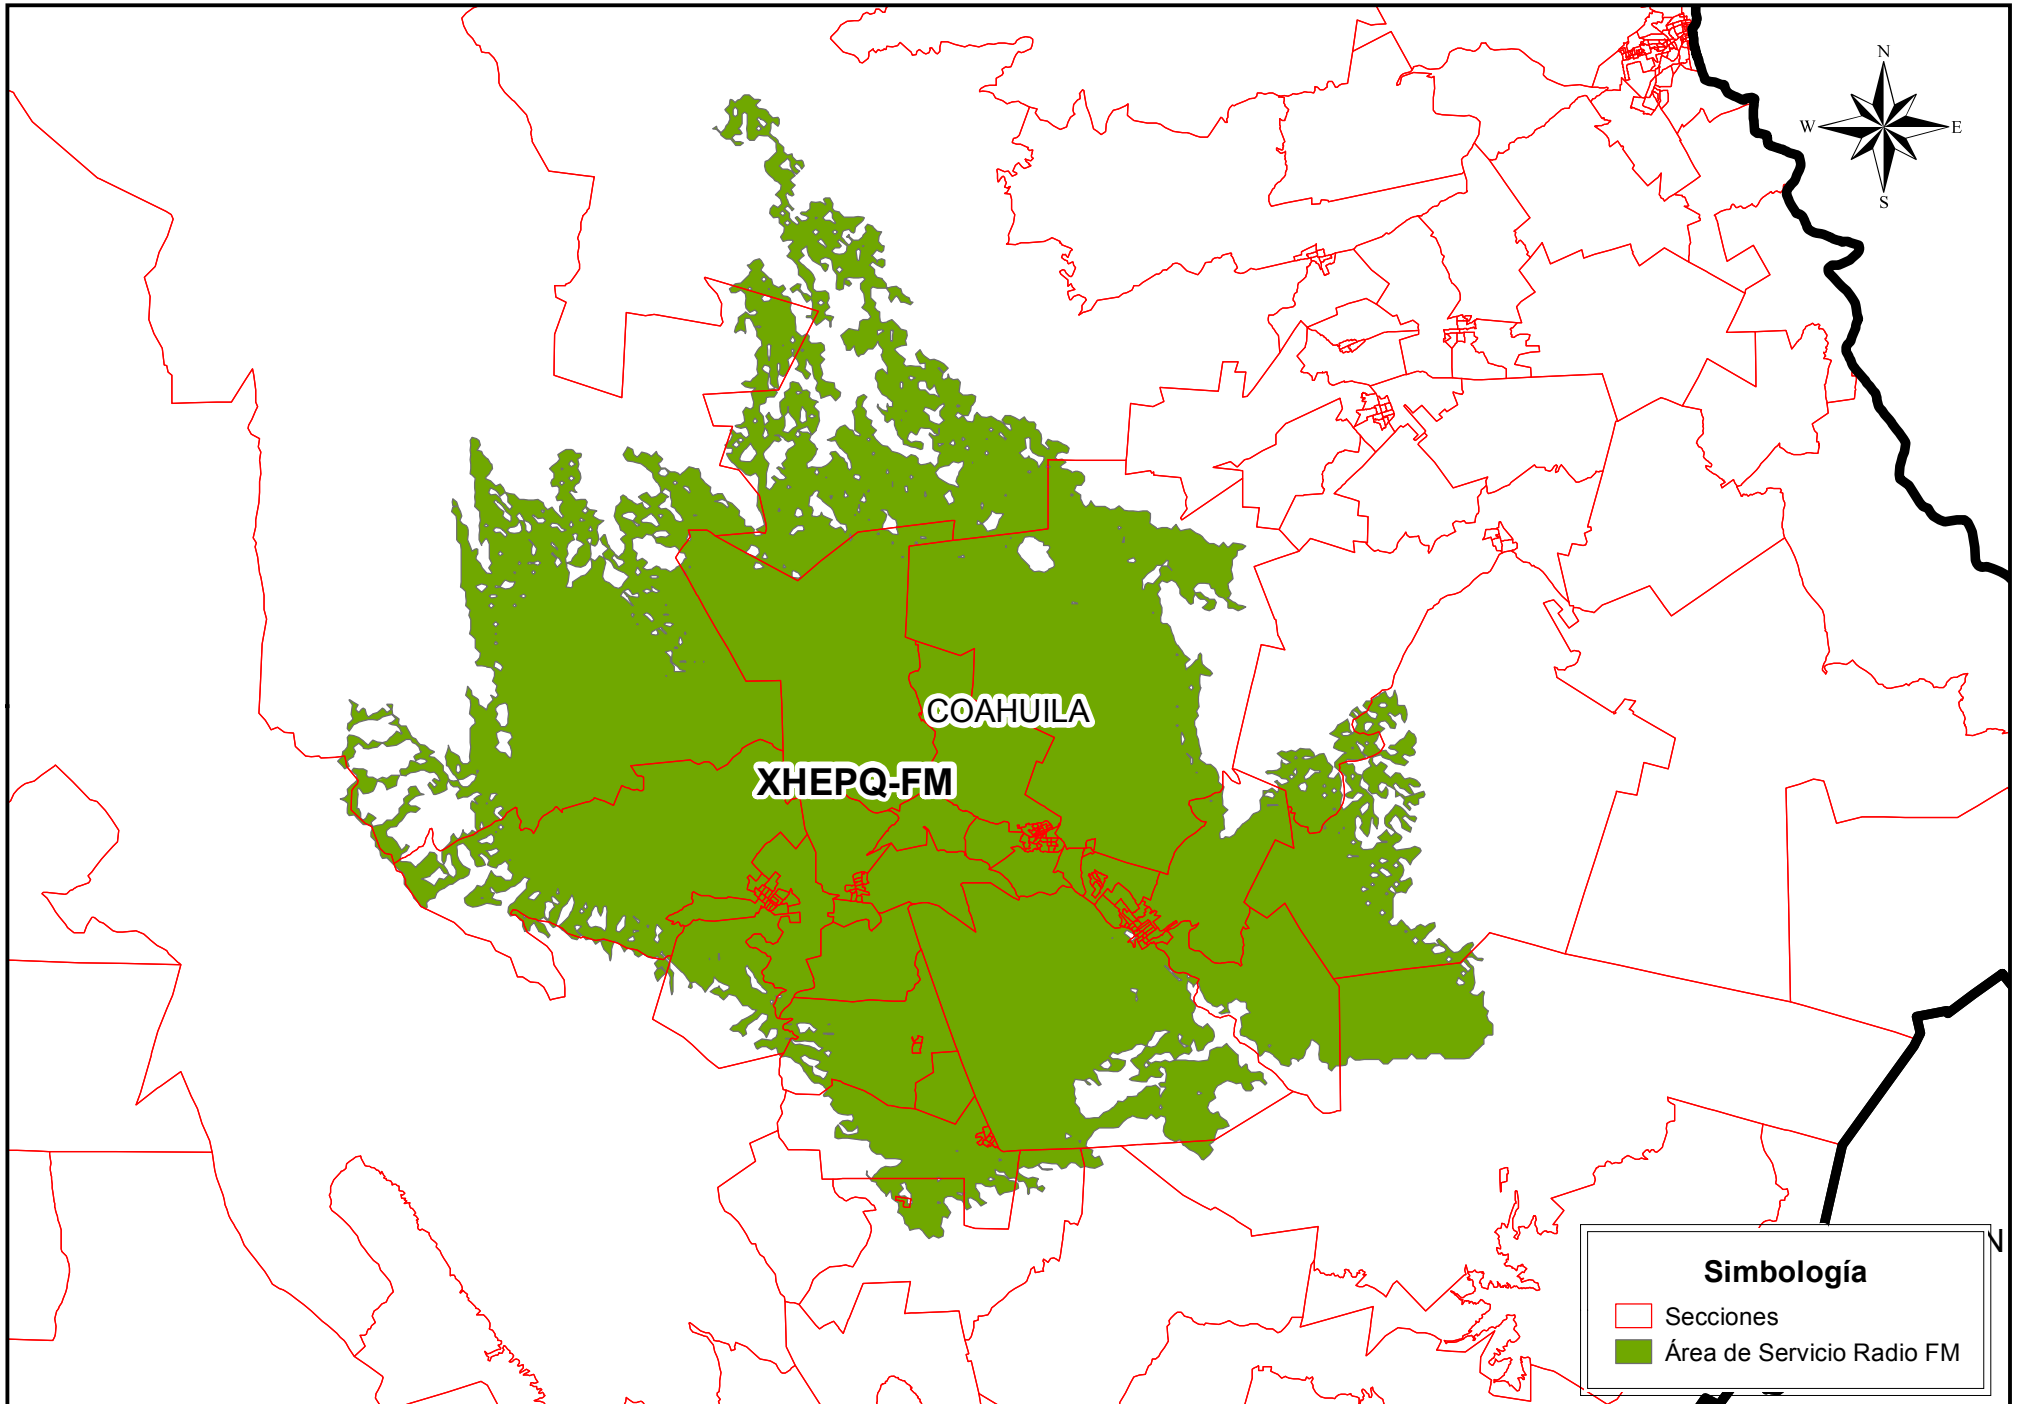 N
W E
S
COAHUILA
XHEPQ-FM
N
Simbología
Secciones
Área de Servicio Radio FM